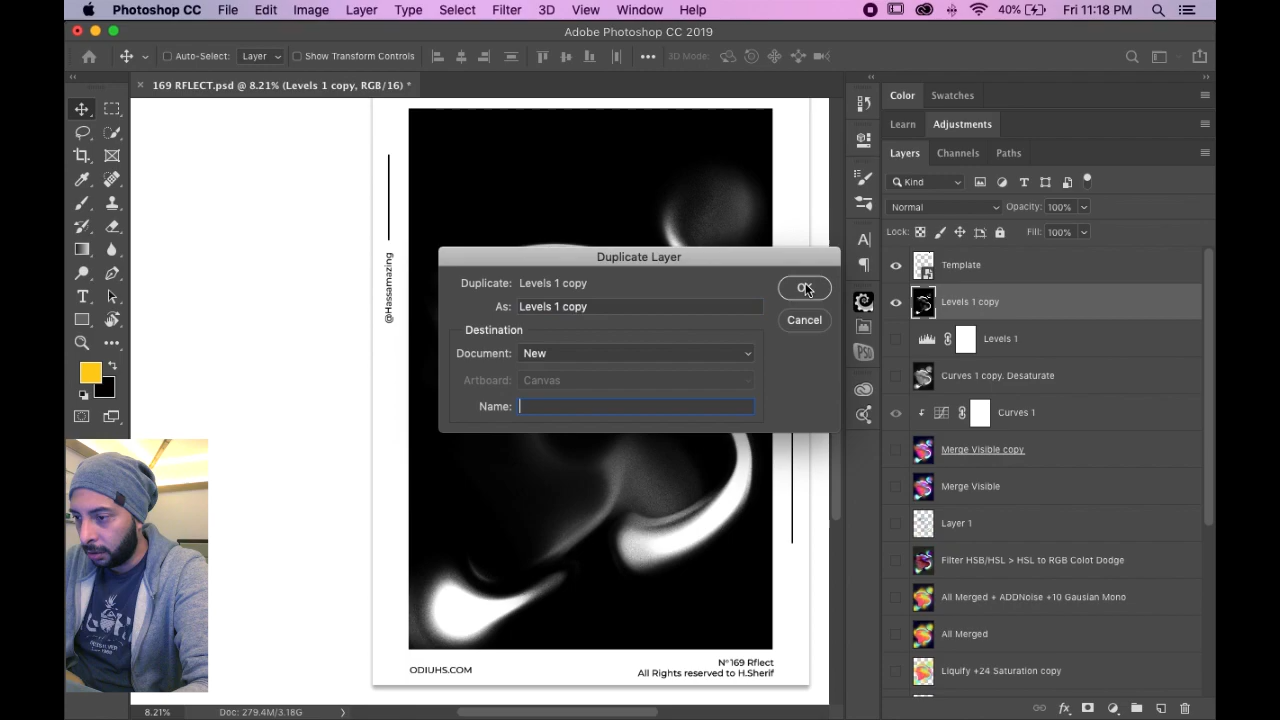 Photoshop CC File Edit Image Layer Type Select Filter 3D View Window Help 40% Fri 11:18 PM
Adobe Photoshop CC 2019
Auto-Select: Layer Show Transform Controls 3D Mode:
169 RFLECT.psd @ 8.21% (Levels 1 copy, RGB/16) *
Color Swatches
Learn Adjustments
Layers Channels Paths
Kind
Normal Opacity: 100%
Lock: Fill: 100%
Template
Levels 1 copy
Levels 1
Curves 1 copy. Desaturate
Curves 1
Merge Visible copy
Merge Visible
Layer 1
Filter HSB/HSL > HSL to RGB Colot Dodge
All Merged + ADDNoise +10 Gausian Mono
All Merged
Liquify +24 Saturation copy
Duplicate Layer
Duplicate: Levels 1 copy
As: Levels 1 copy
Destination
Document: New
Artboard: Canvas
Name:
OK
Cancel
@Hassenmazing
ODIUHS.COM
N°169 Rflect
All Rights reserved to H.Sherif
8.21% Doc: 279.4M/3.18G